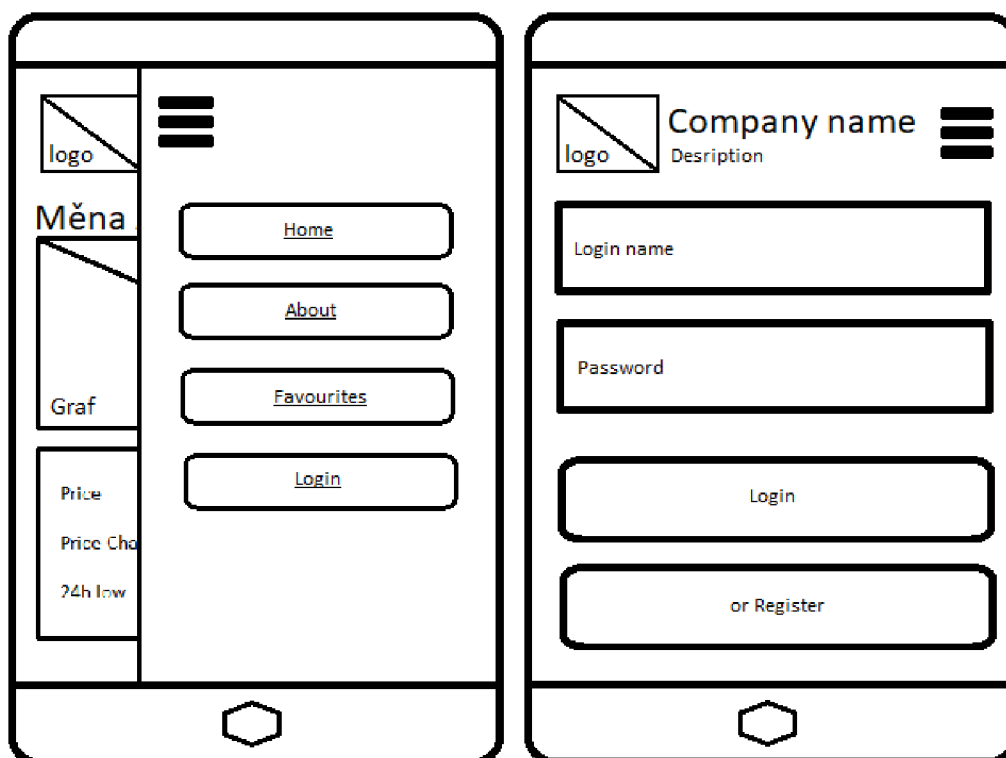 logo
Měna
Graf
Price
Price Cha
24h low
Home
About
Favourites
Login
logo
Company name
Desription
Login name
Password
Login
or Register